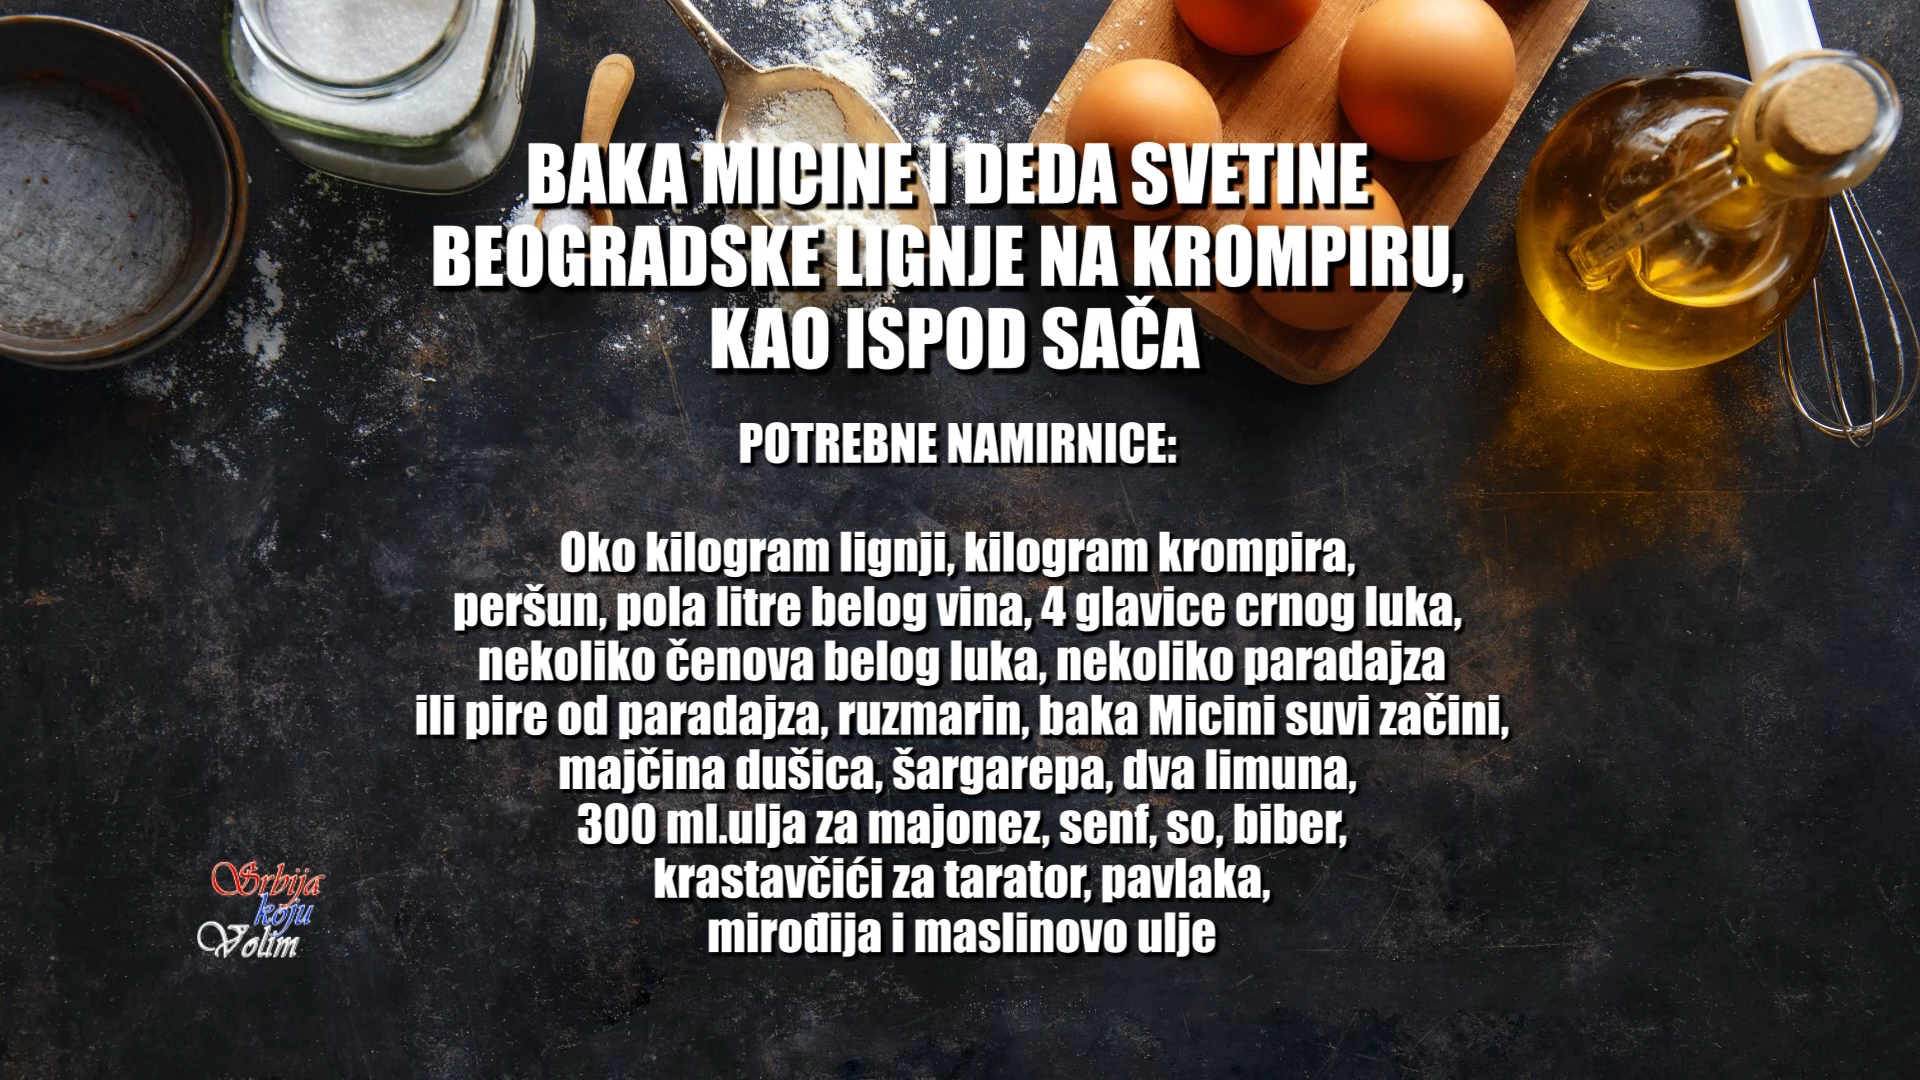 BAKA MICINE I DEDA SVETINE
BEOGRADSKE LIGNJE NA KROMPIRU,
KAO ISPOD SAČA
POTREBNE NAMIRNICE:
Oko kilogram lignji, kilogram krompira,
peršun, pola litre belog vina, 4 glavice crnog luka,
nekoliko čenova belog luka, nekoliko paradajza
ili pire od paradajza, ruzmarin, baka Micini suvi začini,
majčina dušica, šargarepa, dva limuna,
300 ml.ulja za majonez, senf, so, biber,
krastavčići za tarator, pavlaka,
mirođija i maslinovo ulje
Srbija
koju
Volim